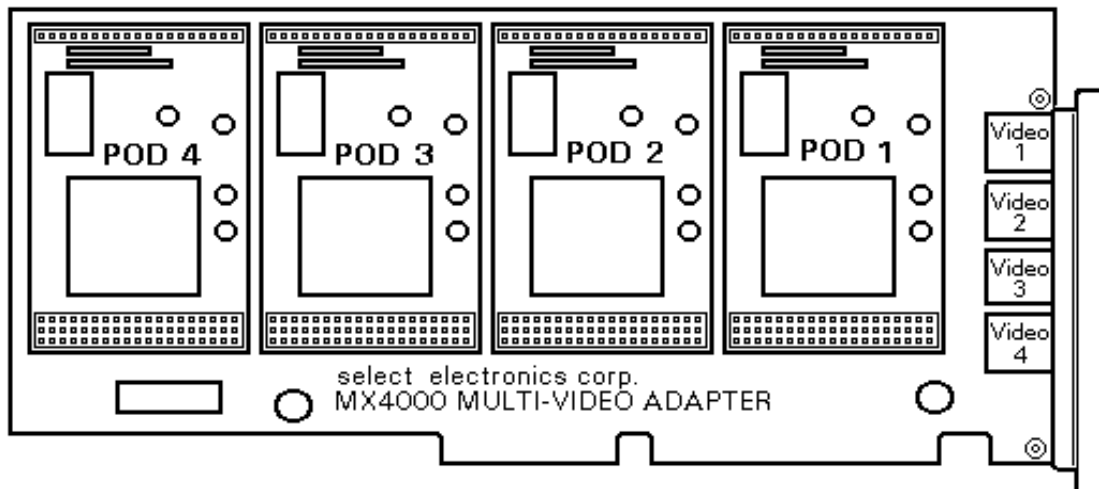 POD 4
POD 3
POD 2
POD 1
Video
1
Video
2
Video
3
Video
4
select electronics corp.
MX4000 MULTI-VIDEO ADAPTER